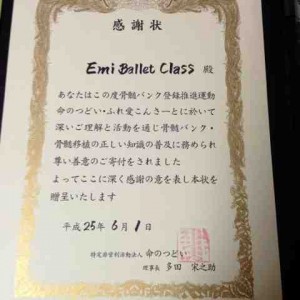 感謝状
Emi Ballet Class 殿
あなたはこの度骨髄バンク登録推進運動
命のつどい・ふれ愛こんさーとに於いて
深いご理解と活動を通じ骨髄バンク・
骨髄移植の正しい知識の普及に務められ
尊い善意のご寄付をされました
よってここに深く感謝の意を表し本状を
贈呈いたします
平成25年6月1日
特定非営利活動法人 命のつどい
理事長 多田 宋之助